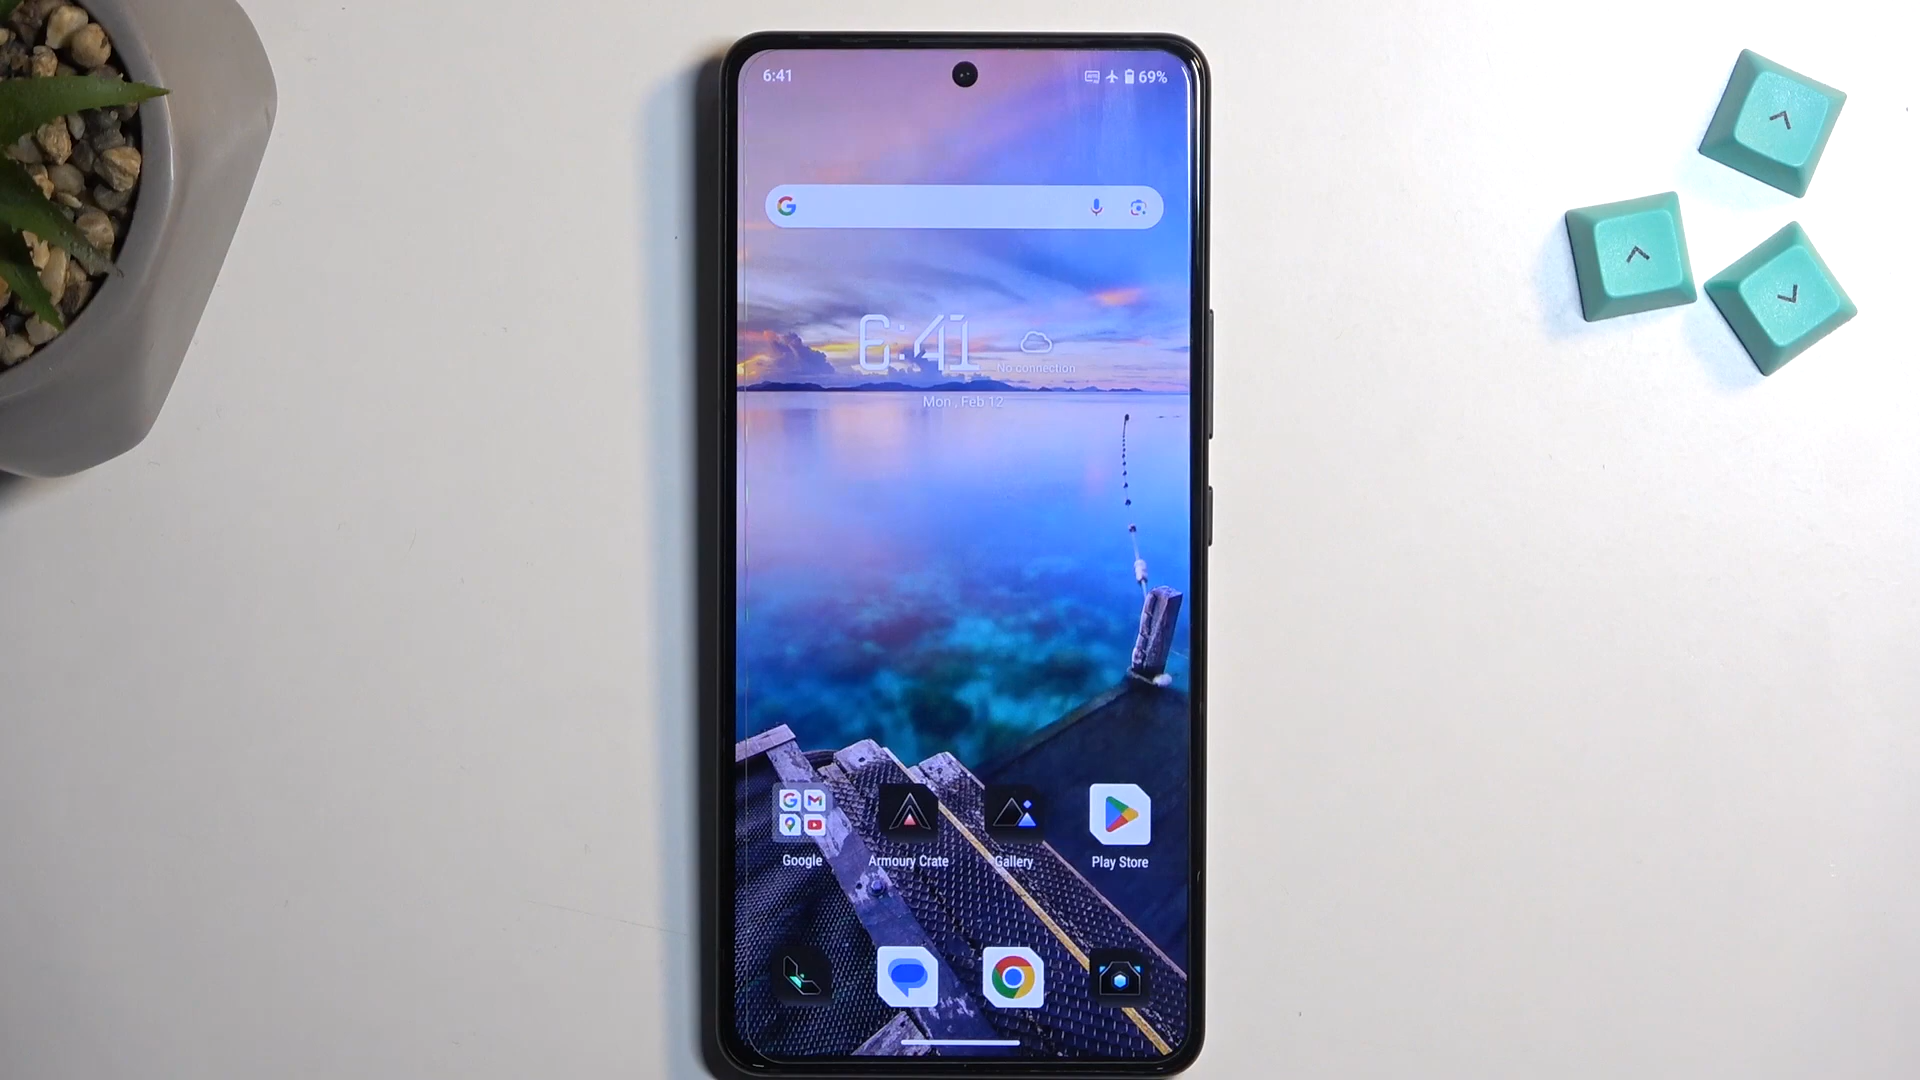 6:41 69%
6:41
No connection
Mon , Feb 12
Google Armoury Crate Gallery Play Store